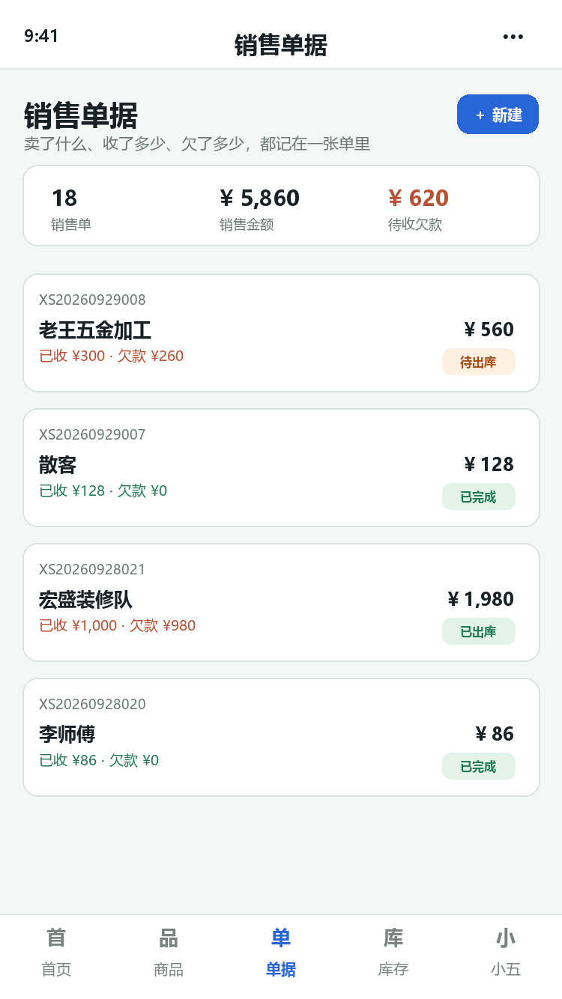 9:41
销售单据
•••
销售单据
+ 新建
卖了什么、收了多少、欠了多少，都记在一张单里
18
¥ 5,860
¥ 620
销售单
销售金额
待收欠款
XS20260929008
老王五金加工
¥ 560
已收 ¥300 · 欠款 ¥260
待出库
XS20260929007
散客
¥ 128
已收 ¥128 · 欠款 ¥0
已完成
XS20260928021
宏盛装修队
¥ 1,980
已收 ¥1,000 · 欠款 ¥980
已出库
XS20260928020
李师傅
¥ 86
已收 ¥86 · 欠款 ¥0
已完成
首
品
单
库
小
首页
商品
单据
库存
小五